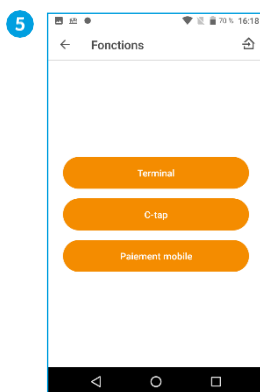 5
70 % 16:18
Fonctions
Terminal
C-tap
Paiement mobile